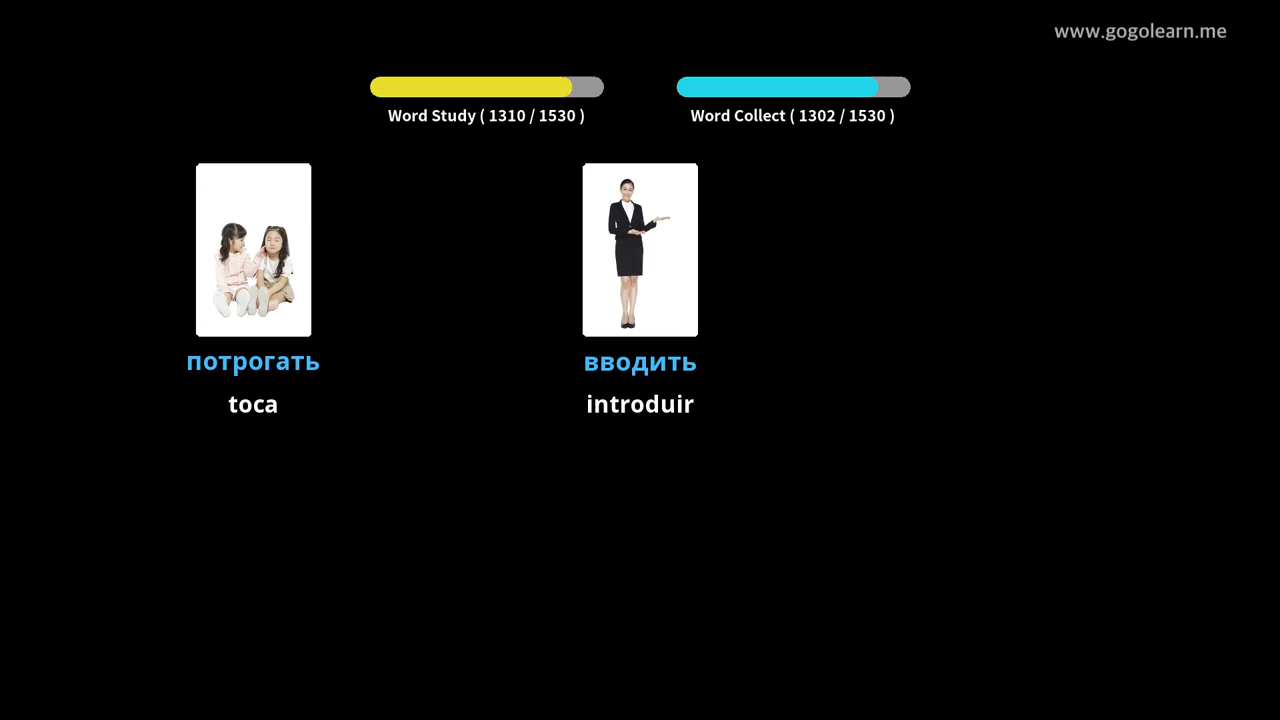 www.gogolearn.me
Word Study ( 1310 / 1530 )
Word Collect ( 1302 / 1530 )
потрогать
toca
вводить
introduir